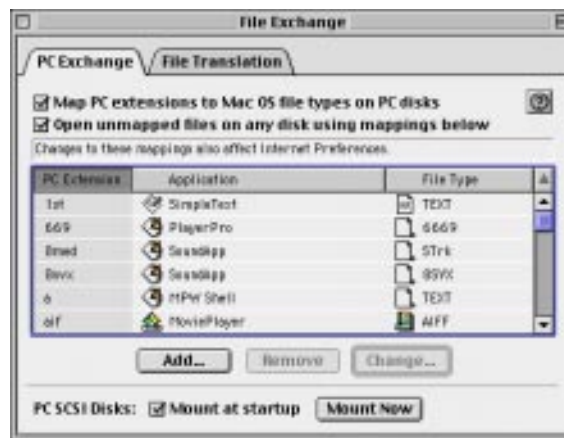 File Exchange
PC Exchange File Translation
Map PC extensions to Mac OS file types on PC disks
Open unmapped files on any disk using mappings below
Changes to these mappings also affect Internet Preferences.
PC Extension Application File Type
1st SimpleText TEXT
669 PlayerPro 6669
8med SoundApp STrk
8svx SoundApp 8SVX
a MPW Shell TEXT
aif MoviePlayer AIFF
Add... Remove Change...
PC SCSI Disks: Mount at startup Mount Now